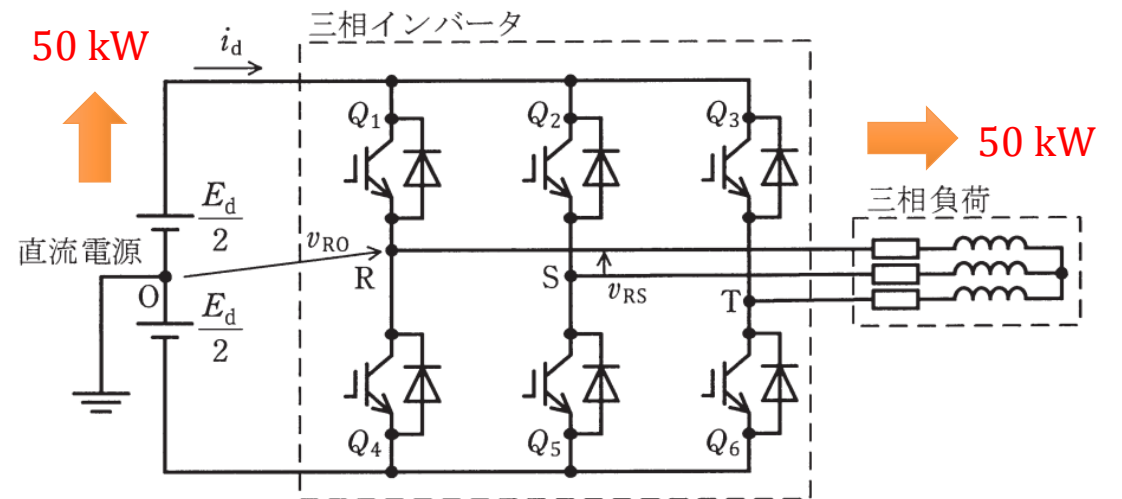 三相インバータ
50 kW
i_d
Q₁
Q₂
Q₃
50 kW
三相負荷
E_d/2
直流電源
v_RO
R
S
v_RS
T
O
E_d/2
Q₄
Q₅
Q₆